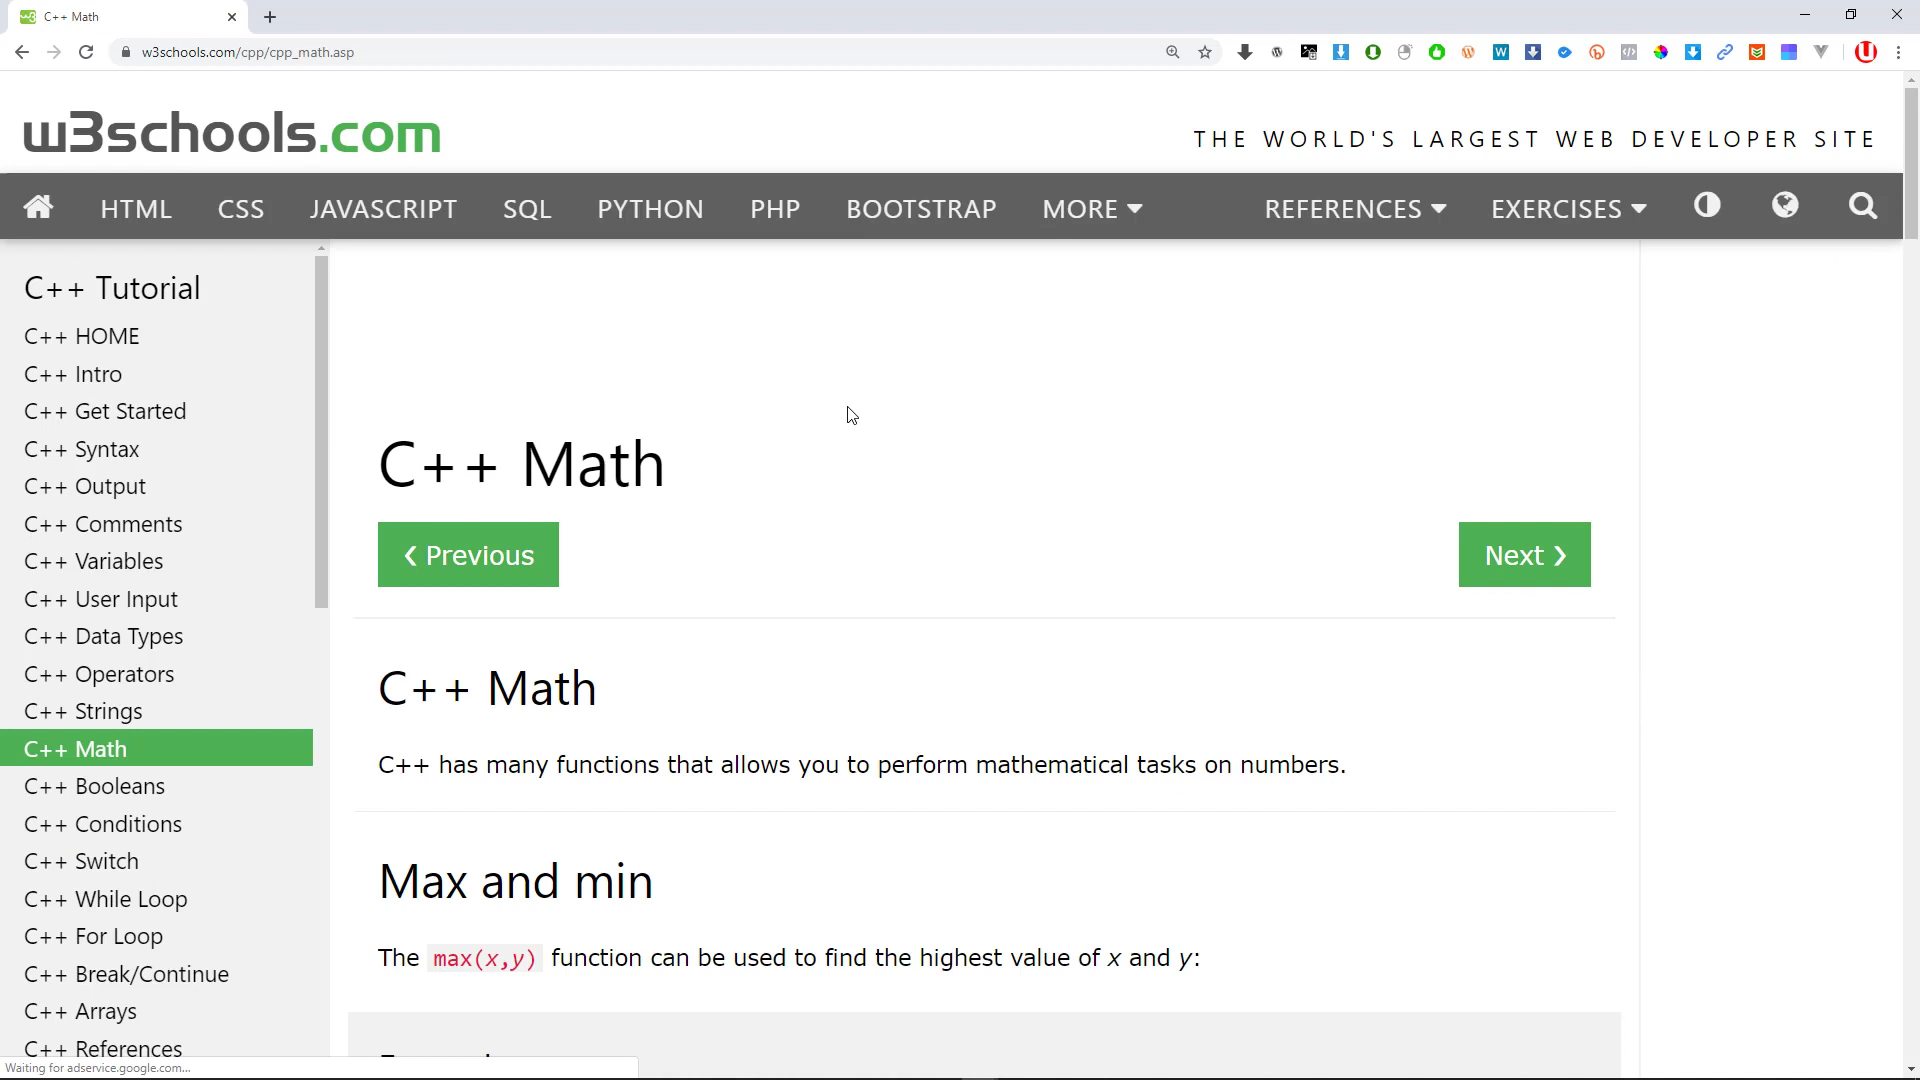 C++ Math
w3schools.com/cpp/cpp_math.asp
w3schools.com
THE WORLD'S LARGEST WEB DEVELOPER SITE
HTML CSS JAVASCRIPT SQL PYTHON PHP BOOTSTRAP MORE REFERENCES EXERCISES
C++ Tutorial
C++ HOME
C++ Intro
C++ Get Started
C++ Syntax
C++ Output
C++ Comments
C++ Variables
C++ User Input
C++ Data Types
C++ Operators
C++ Strings
C++ Math
C++ Booleans
C++ Conditions
C++ Switch
C++ While Loop
C++ For Loop
C++ Break/Continue
C++ Arrays
C++ References
C++ Math
❮ Previous
Next ❯
C++ Math
C++ has many functions that allows you to perform mathematical tasks on numbers.
Max and min
The max(x,y) function can be used to find the highest value of x and y:
Waiting for adservice.google.com...